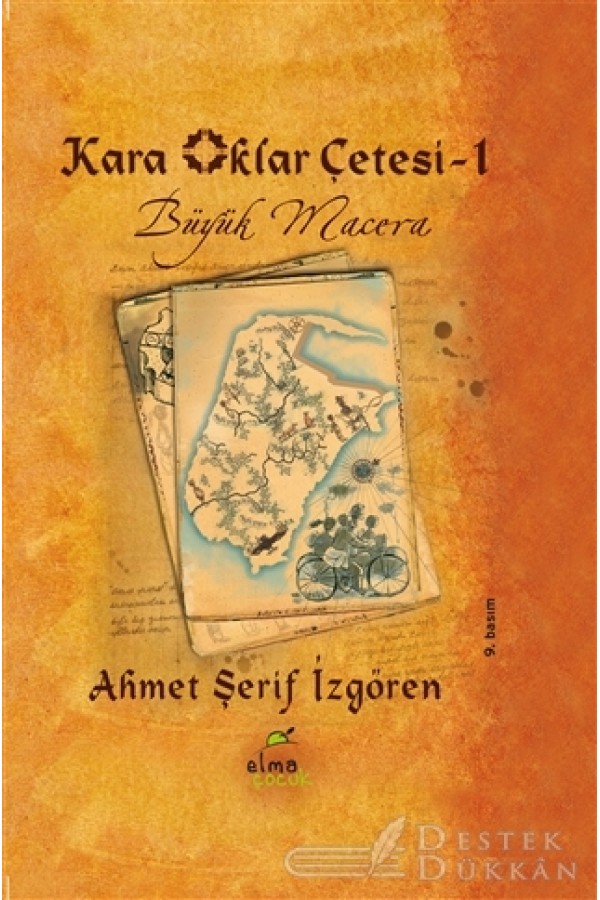 Kara Oklar Çetesi-1
Büyük Macera
9. basım
Ahmet Şerif İzgören
elma
çocuk
DESTEK
DÜKKÂN